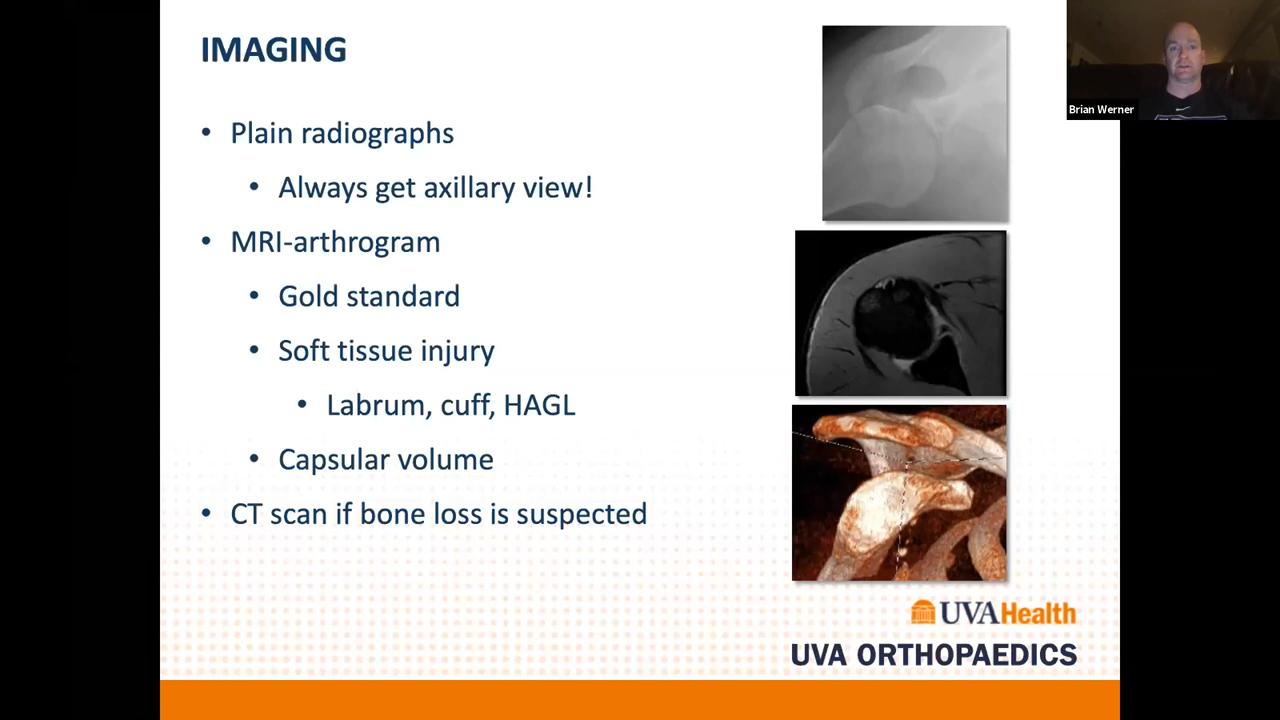 IMAGING
• Plain radiographs
• Always get axillary view!
• MRI-arthrogram
• Gold standard
• Soft tissue injury
• Labrum, cuff, HAGL
• Capsular volume
• CT scan if bone loss is suspected
Brian Werner
UVAHealth
UVA ORTHOPAEDICS